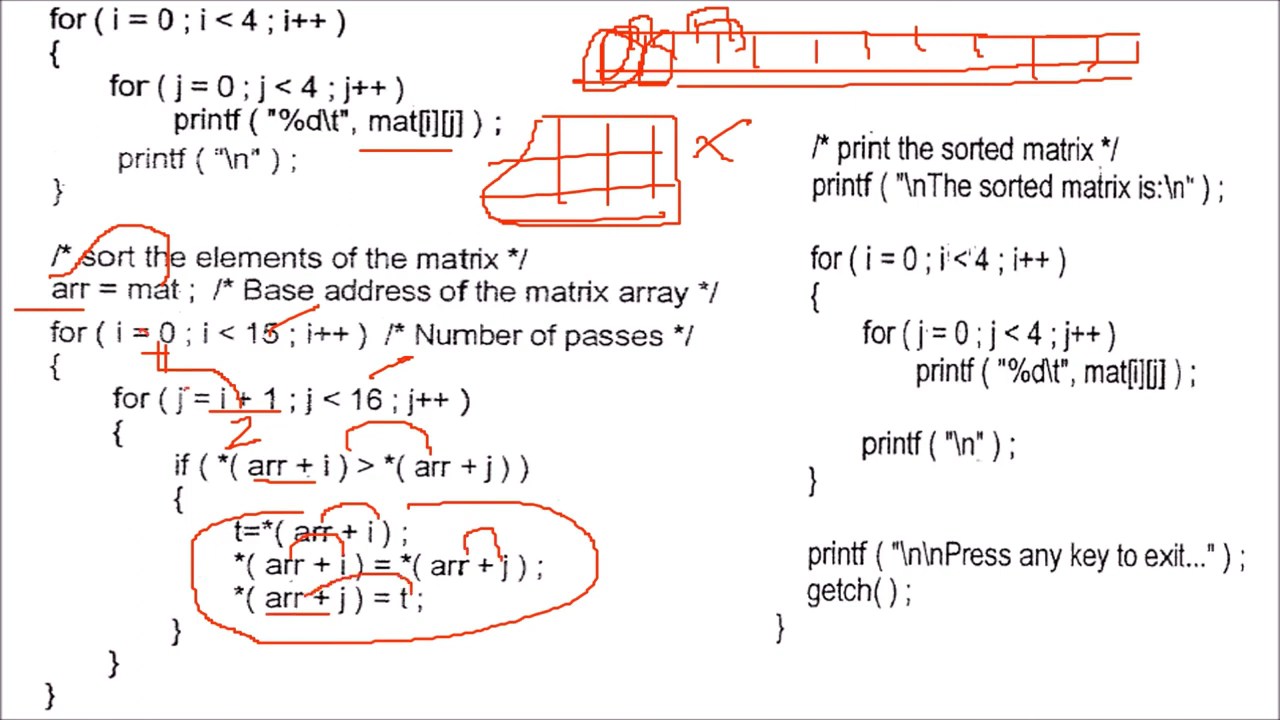 for ( i = 0 ; i < 4 ; i++ )
{
for ( j = 0 ; j < 4 ; j++ )
printf ( "%d\t", mat[i][j] ) ;
printf ( "\n" ) ;
}
/* sort the elements of the matrix */
arr = mat ; /* Base address of the matrix array */
for ( i = 0 ; i < 15 ; i++ ) /* Number of passes */
{
for ( j = i + 1 ; j < 16 ; j++ )
{
2
if ( *( arr + i ) > *( arr + j ) )
{
t=*( arr + i ) ;
*( arr + i ) = *( arr + j ) ;
*( arr + j ) = t ;
}
}
}
/* print the sorted matrix */
printf ( "\nThe sorted matrix is:\n" ) ;
for ( i = 0 ; i < 4 ; i++ )
{
for ( j = 0 ; j < 4 ; j++ )
printf ( "%d\t", mat[i][j] ) ;
printf ( "\n" ) ;
}
printf ( "\n\nPress any key to exit..." ) ;
getch( ) ;
}